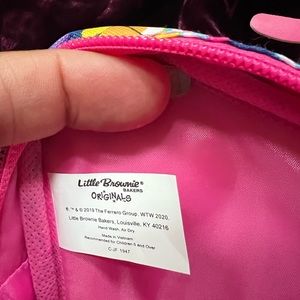 Little Brownie®
BAKERS
ORIGINALS
®, ™ & © 2019 The Ferrero Group. WTW 2020,
Little Brownie Bakers, Louisville, KY 40216
Hand Wash, Air Dry
Made in Vietnam
Recommended for Children 5 and Over
C-JF 1947